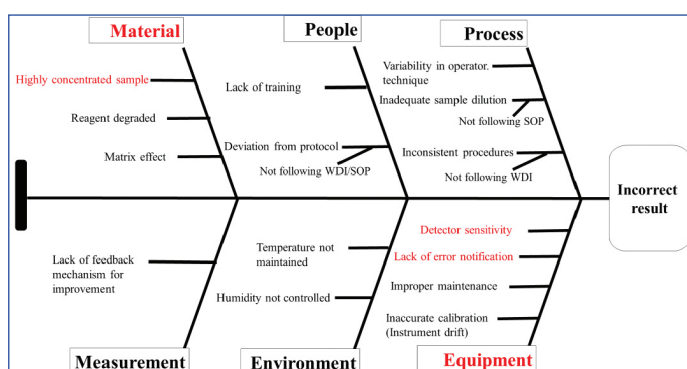 Material
People
Process
Highly concentrated sample
Reagent degraded
Matrix effect
Lack of training
Deviation from protocol
Not following WDI/SOP
Variability in operator.
technique
Inadequate sample dilution
Not following SOP
Inconsistent procedures
Not following WDI
Incorrect
result
Lack of feedback
mechanism for
improvement
Temperature not
maintained
Humidity not controlled
Detector sensitivity
Lack of error notification
Improper maintenance
Inaccurate calibration
(Instrument drift)
Measurement
Environment
Equipment